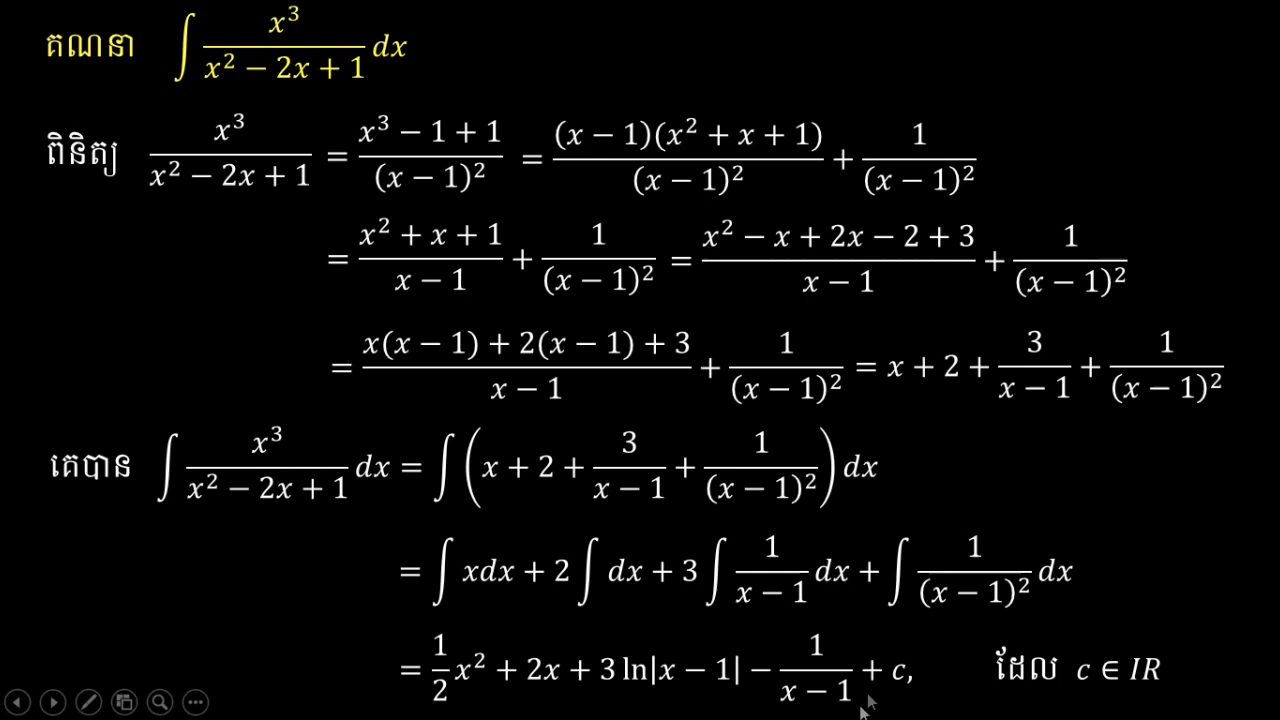 គណនា ∫ x³/(x² − 2x + 1) dx
ពិនិត្យ x³/(x² − 2x + 1) = (x³ − 1 + 1)/(x − 1)² = (x − 1)(x² + x + 1)/(x − 1)² + 1/(x − 1)²
= (x² + x + 1)/(x − 1) + 1/(x − 1)² = (x² − x + 2x − 2 + 3)/(x − 1) + 1/(x − 1)²
= (x(x − 1) + 2(x − 1) + 3)/(x − 1) + 1/(x − 1)² = x + 2 + 3/(x − 1) + 1/(x − 1)²
គេបាន ∫ x³/(x² − 2x + 1) dx = ∫ (x + 2 + 3/(x − 1) + 1/(x − 1)²) dx
= ∫ xdx + 2 ∫ dx + 3 ∫ 1/(x − 1) dx + ∫ 1/(x − 1)² dx
= 1/2 x² + 2x + 3 ln|x − 1| − 1/(x − 1) + c, ដែល c ∈ IR